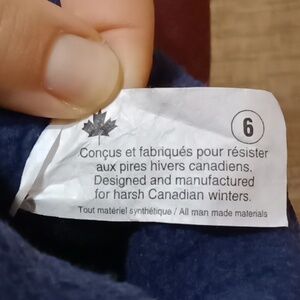 6
Conçus et fabriqués pour résister
aux pires hivers canadiens.
Designed and manufactured
for harsh Canadian winters.
Tout matériel synthétique / All man made materials